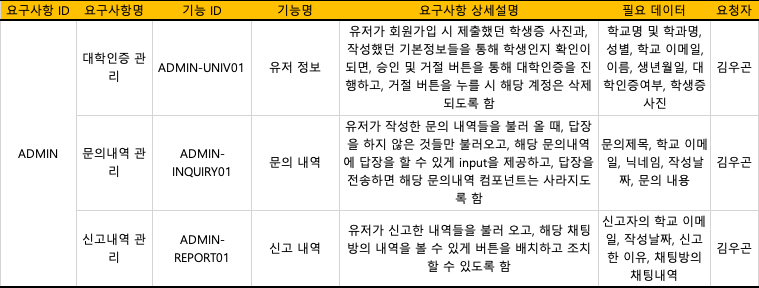 요구사항 ID 요구사항명 기능 ID 기능명 요구사항 상세설명 필요 데이터 요청자
ADMIN
대학인증 관
리
ADMIN-UNIV01
유저 정보
유저가 회원가입 시 제출했던 학생증 사진과,
작성했던 기본정보들을 통해 학생인지 확인이
되면, 승인 및 거절 버튼을 통해 대학인증을 진
행하고, 거절 버튼을 누를 시 해당 계정은 삭제
되도록 함
학교명 및 학과명,
성별, 학교 이메일,
이름, 생년월일, 대
학인증여부, 학생증
사진
김우곤
문의내역 관
리
ADMIN-
INQUIRY01
문의 내역
유저가 작성한 문의 내역들을 불러 올 때, 답장
을 하지 않은 것들만 불러오고, 해당 문의내역
에 답장을 할 수 있게 input을 제공하고, 답장을
전송하면 해당 문의내역 컴포넌트는 사라지도
록 함
문의제목, 학교 이메
일, 닉네임, 작성날
짜, 문의 내용
김우곤
신고내역 관
리
ADMIN-
REPORT01
신고 내역
유저가 신고한 내역들을 불러 오고, 해당 채팅
방의 내역을 볼 수 있게 버튼을 배치하고 조치
할 수 있도록 함
신고자의 학교 이메
일, 작성날짜, 신고
한 이유, 채팅방의
채팅내역
김우곤